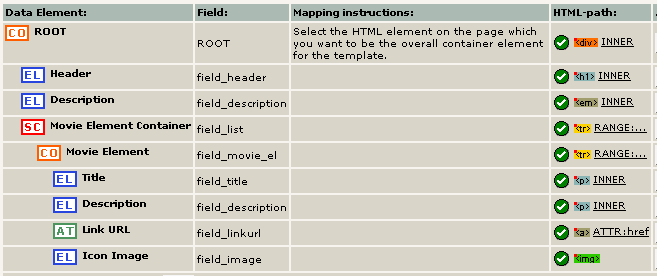 Data Element: Field: Mapping instructions: HTML-path:
CO ROOT ROOT Select the HTML element on the page which
you want to be the overall container element
for the template. <div> INNER
EL Header field_header <h1> INNER
EL Description field_description <em> INNER
SC Movie Element Container field_list <tr> RANGE:...
CO Movie Element field_movie_el <tr> RANGE:...
EL Title field_title <p> INNER
EL Description field_description <p> INNER
AT Link URL field_linkurl <a> ATTR:href
EL Icon Image field_image <img>